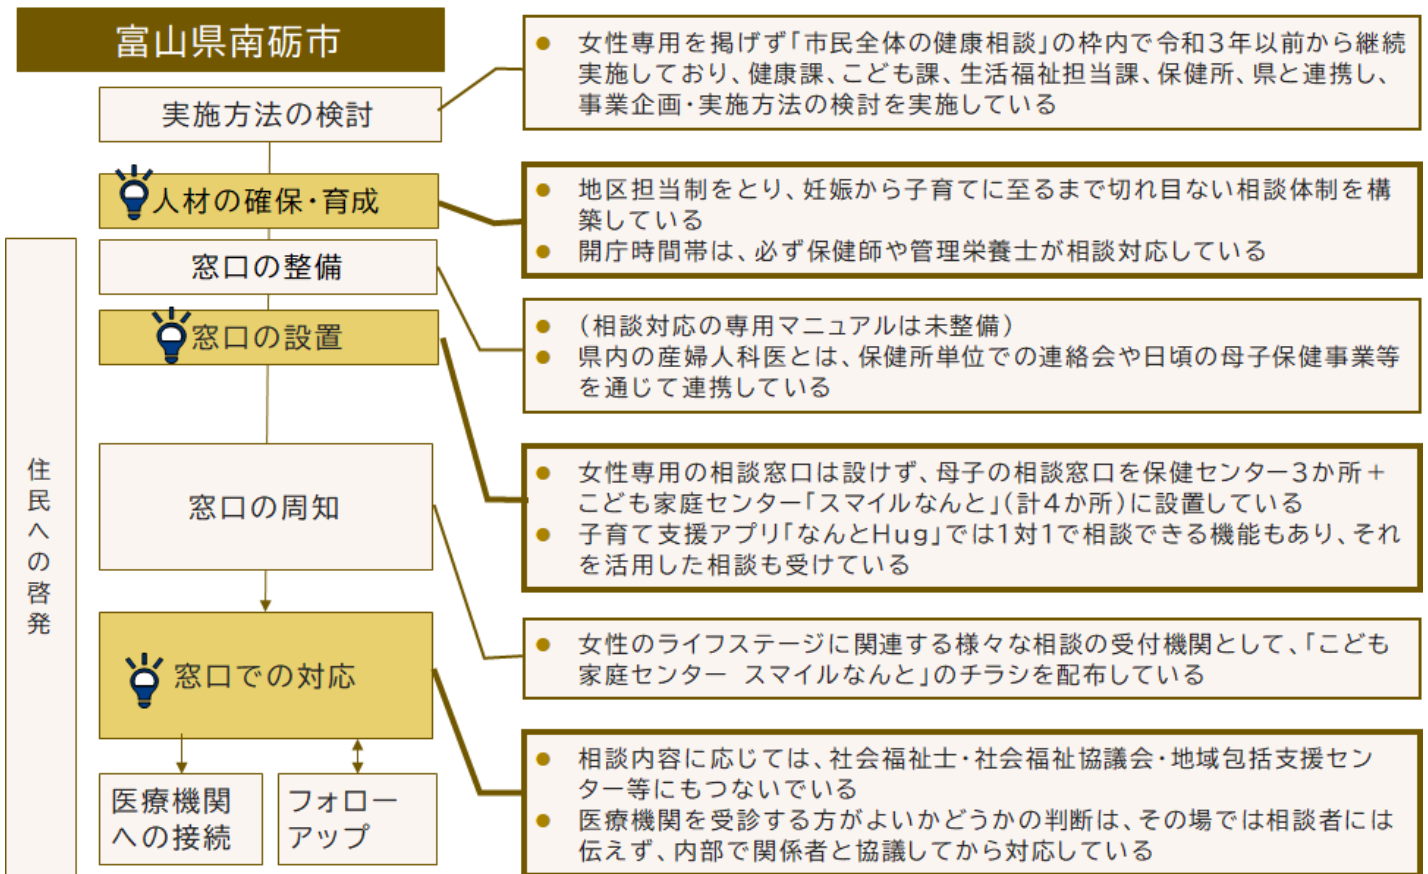 富山県南砺市
実施方法の検討
● 女性専用を掲げず「市民全体の健康相談」の枠内で令和3年以前から継続
実施しており、健康課、こども課、生活福祉担当課、保健所、県と連携し、
事業企画・実施方法の検討を実施している
人材の確保・育成
● 地区担当制をとり、妊娠から子育てに至るまで切れ目ない相談体制を構
築している
● 開庁時間帯は、必ず保健師や管理栄養士が相談対応している
窓口の整備
● （相談対応の専用マニュアルは未整備）
● 県内の産婦人科医とは、保健所単位での連絡会や日頃の母子保健事業等
を通じて連携している
窓口の設置
● 女性専用の相談窓口は設けず、母子の相談窓口を保健センター3か所＋
こども家庭センター「スマイルなんと」(計4か所)に設置している
● 子育て支援アプリ「なんとHug」では1対1で相談できる機能もあり、それ
を活用した相談も受けている
窓口の周知
● 女性のライフステージに関連する様々な相談の受付機関として、「こども
家庭センター スマイルなんと」のチラシを配布している
窓口での対応
● 相談内容に応じては、社会福祉士・社会福祉協議会・地域包括支援セン
ター等にもつないでいる
● 医療機関を受診する方がよいかどうかの判断は、その場では相談者には
伝えず、内部で関係者と協議してから対応している
医療機関
への接続
フォロー
アップ
住民への啓発